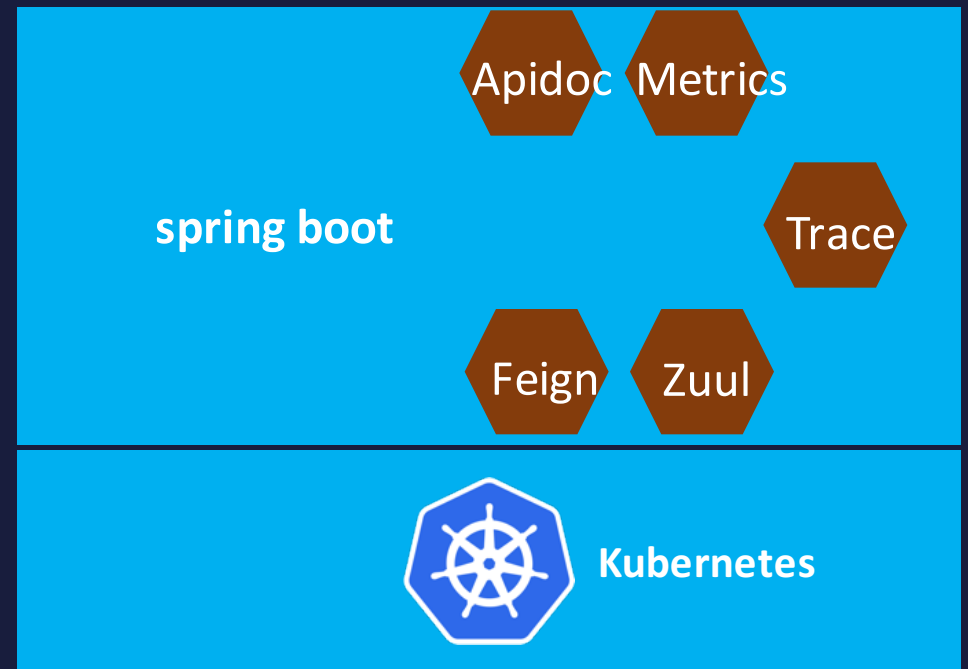 Apidoc Metrics
spring boot
Trace
Feign Zuul
Kubernetes